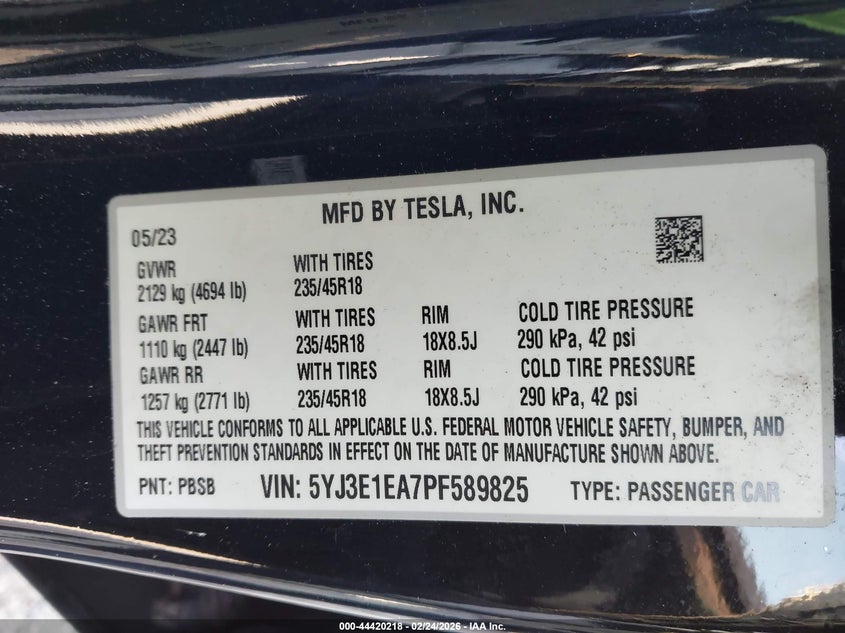 MFD BY TESLA, INC.
05/23
GVWR WITH TIRES
2129 kg (4694 lb) 235/45R18
GAWR FRT WITH TIRES RIM COLD TIRE PRESSURE
1110 kg (2447 lb) 235/45R18 18X8.5J 290 kPa, 42 psi
GAWR RR WITH TIRES RIM COLD TIRE PRESSURE
1257 kg (2771 lb) 235/45R18 18X8.5J 290 kPa, 42 psi
THIS VEHICLE CONFORMS TO ALL APPLICABLE U.S. FEDERAL MOTOR VEHICLE SAFETY, BUMPER, AND
THEFT PREVENTION STANDARDS IN EFFECT ON THE DATE OF MANUFACTURE SHOWN ABOVE.
PNT: PBSB VIN: 5YJ3E1EA7PF589825 TYPE: PASSENGER CAR
000-44420218 - 02/24/2026 - IAA Inc.